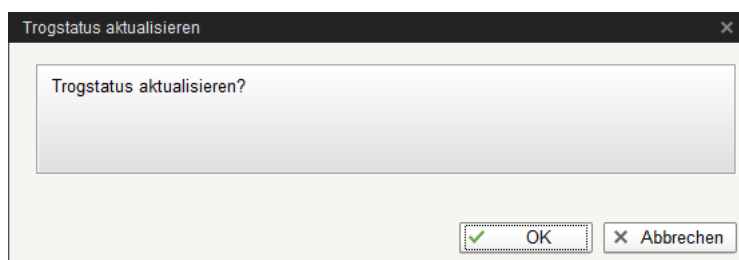 Trogstatus aktualisieren
Trogstatus aktualisieren?
OK
Abbrechen